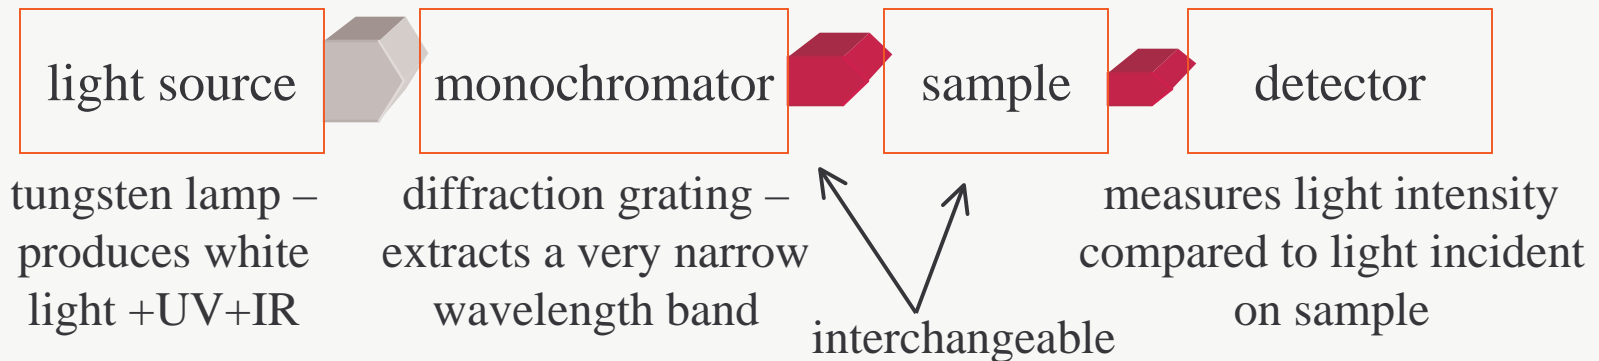 light source
monochromator
sample
detector
tungsten lamp –
produces white
light +UV+IR
diffraction grating –
extracts a very narrow
wavelength band
interchangeable
measures light intensity
compared to light incident
on sample